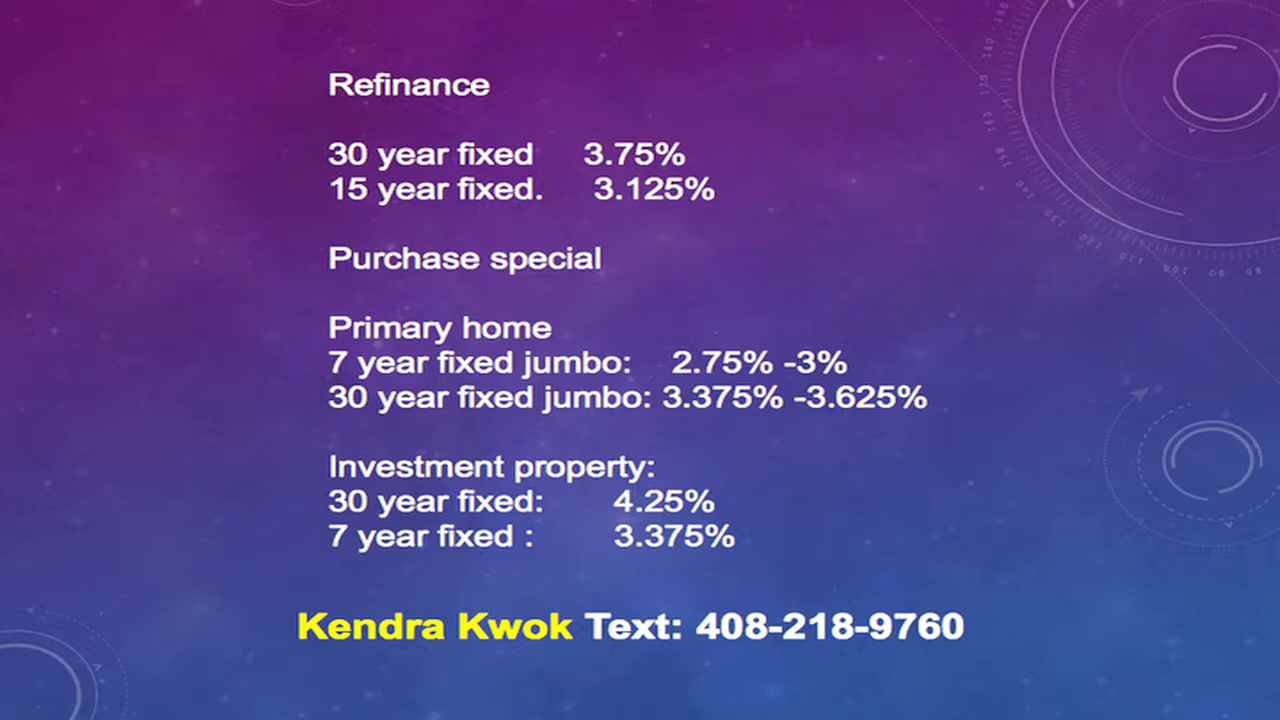 Refinance
30 year fixed 3.75%
15 year fixed. 3.125%
Purchase special
Primary home
7 year fixed jumbo: 2.75% -3%
30 year fixed jumbo: 3.375% -3.625%
Investment property:
30 year fixed: 4.25%
7 year fixed : 3.375%
Kendra Kwok Text: 408-218-9760